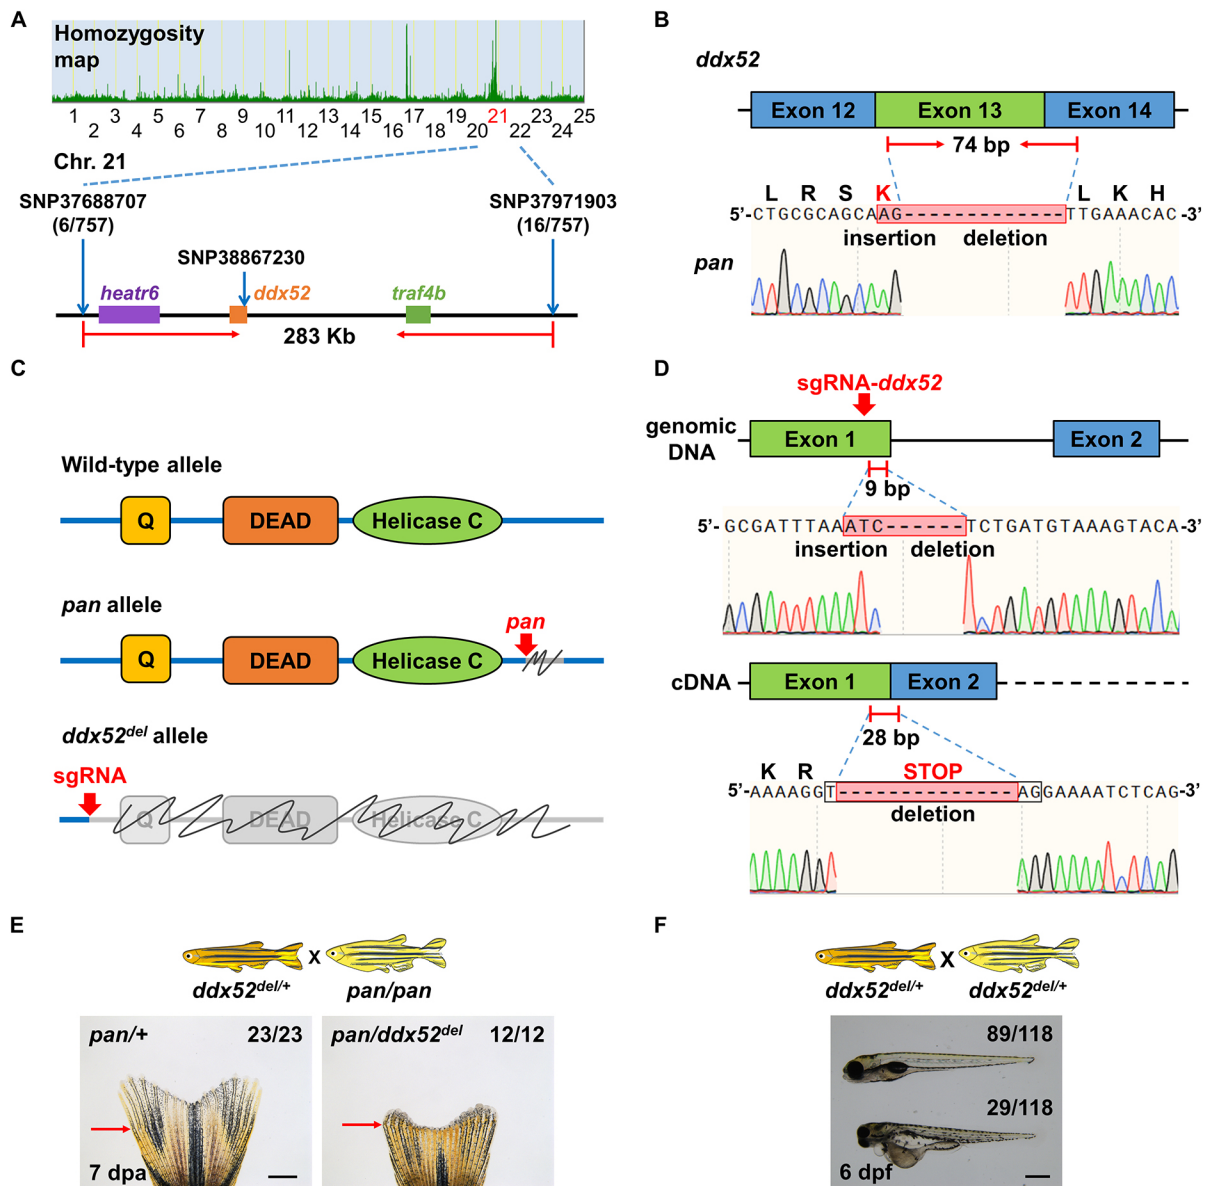 A
Homozygosity
map
1 3 5 7 9 11 13 15 17 19 21 23 25
2 4 6 8 10 12 14 16 18 20 22 24
Chr. 21
SNP37688707
(6/757)
SNP37971903
(16/757)
SNP38867230
heatr6
ddx52
traf4b
283 Kb
B
ddx52
Exon 12 Exon 13 Exon 14
74 bp
L R S K L K H
5’-CTGCGCAGCAAG-------------TTGAAACAC-3’
insertion deletion
pan
C
Wild-type allele
Q DEAD Helicase C
pan allele
pan
Q DEAD Helicase C
ddx52del allele
sgRNA
Q DEAD Helicase C
D
sgRNA-ddx52
genomic
DNA
Exon 1 Exon 2
9 bp
5’- GCGATTTAAATC------TCTGATGTAAAGTACA-3’
insertion deletion
cDNA
Exon 1 Exon 2
28 bp
K R STOP
5’-AAAAGGT--------------AGGAAAATCTCAG-3’
deletion
E
X
ddx52del/+ pan/pan
pan/+ 23/23
7 dpa
pan/ddx52del 12/12
F
X
ddx52del/+ ddx52del/+
89/118
29/118
6 dpf